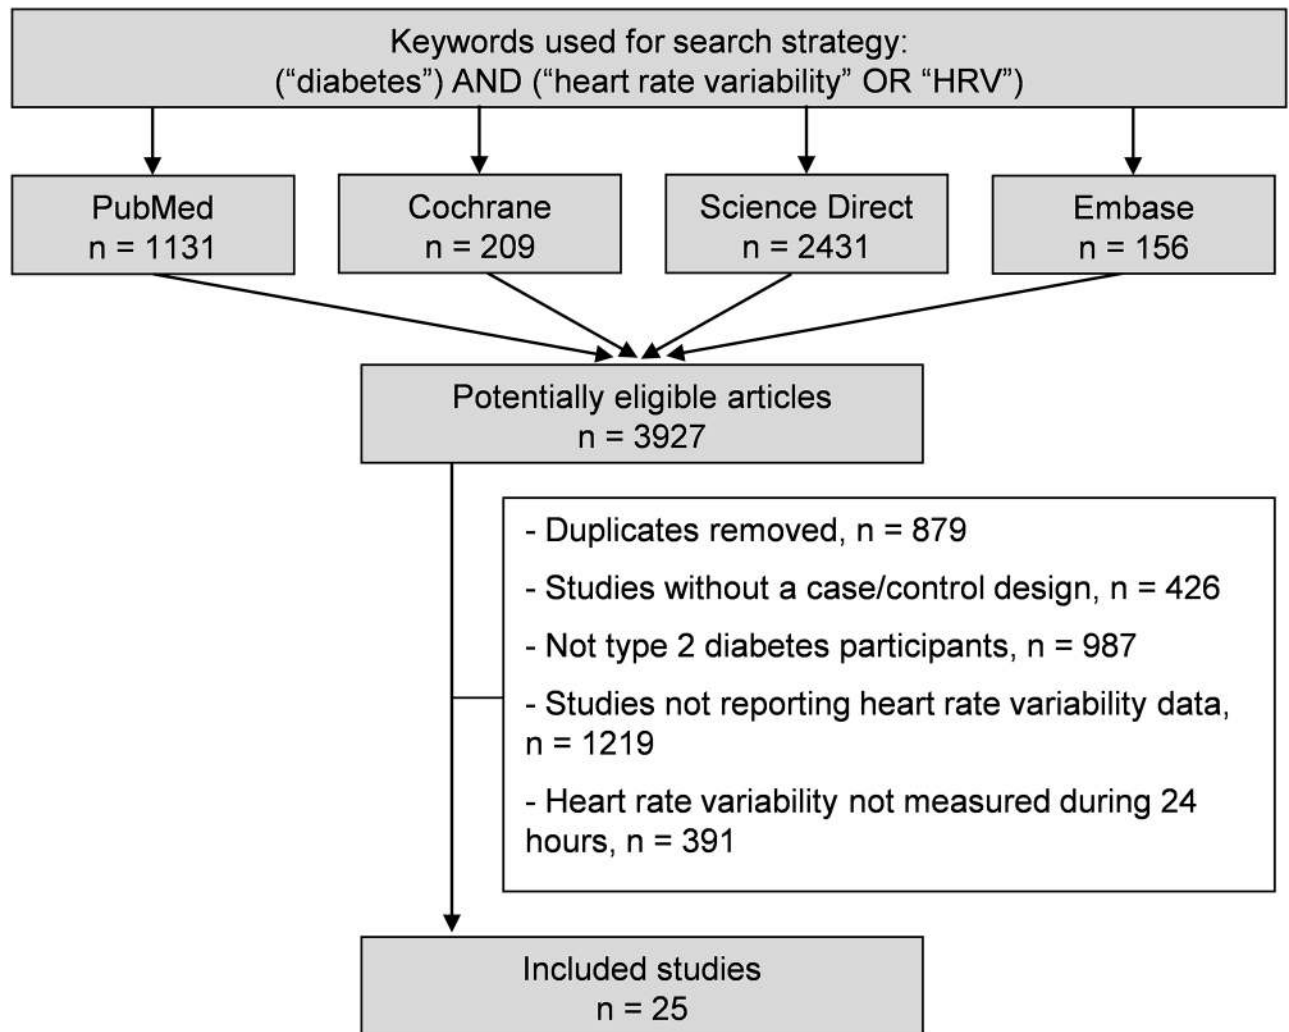 Keywords used for search strategy:
(“diabetes”) AND (“heart rate variability” OR “HRV”)
PubMed
n = 1131
Cochrane
n = 209
Science Direct
n = 2431
Embase
n = 156
Potentially eligible articles
n = 3927
- Duplicates removed, n = 879
- Studies without a case/control design, n = 426
- Not type 2 diabetes participants, n = 987
- Studies not reporting heart rate variability data,
n = 1219
- Heart rate variability not measured during 24
hours, n = 391
Included studies
n = 25